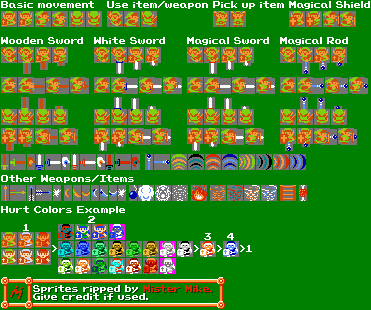 Basic movement Use item/weapon Pick up item Magical Shield
Wooden Sword White Sword Magical Sword Magical Rod
Other Weapons/Items
Hurt Colors Example
1 2
3 4
> > >1
Sprites ripped by Mister Mike.
Give credit if used.